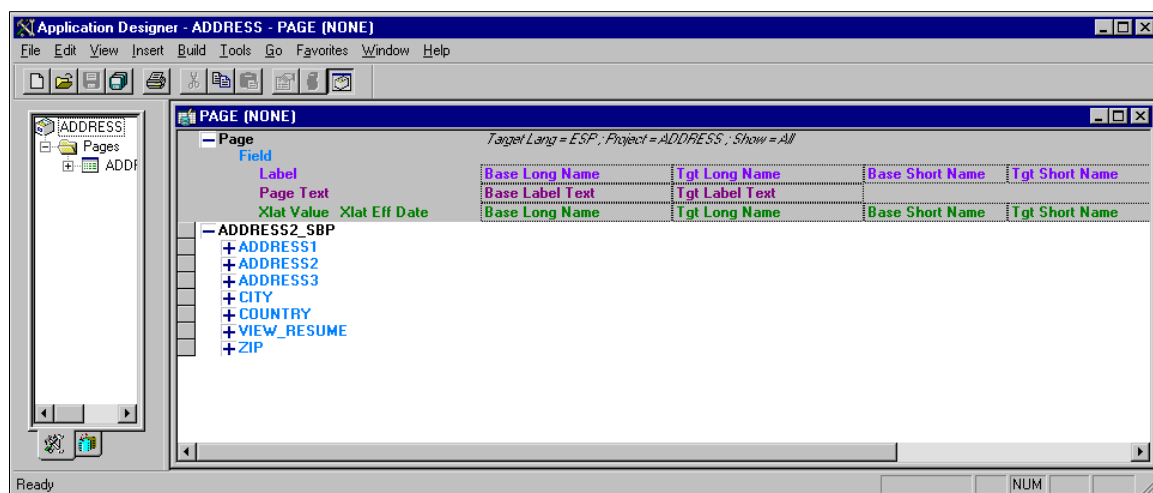 Application Designer - ADDRESS - PAGE (NONE)
File Edit View Insert Build Tools Go Favorites Window Help
ADDRESS
Pages
ADDR
PAGE (NONE)
Page Target Lang = ESP ; Project = ADDRESS ; Show = All
Field
Label Base Long Name Tgt Long Name Base Short Name Tgt Short Name
Page Text Base Label Text Tgt Label Text
Xlat Value Xlat Eff Date Base Long Name Tgt Long Name Base Short Name Tgt Short Name
ADDRESS2_SBP
ADDRESS1
ADDRESS2
ADDRESS3
CITY
COUNTRY
VIEW_RESUME
ZIP
Ready NUM